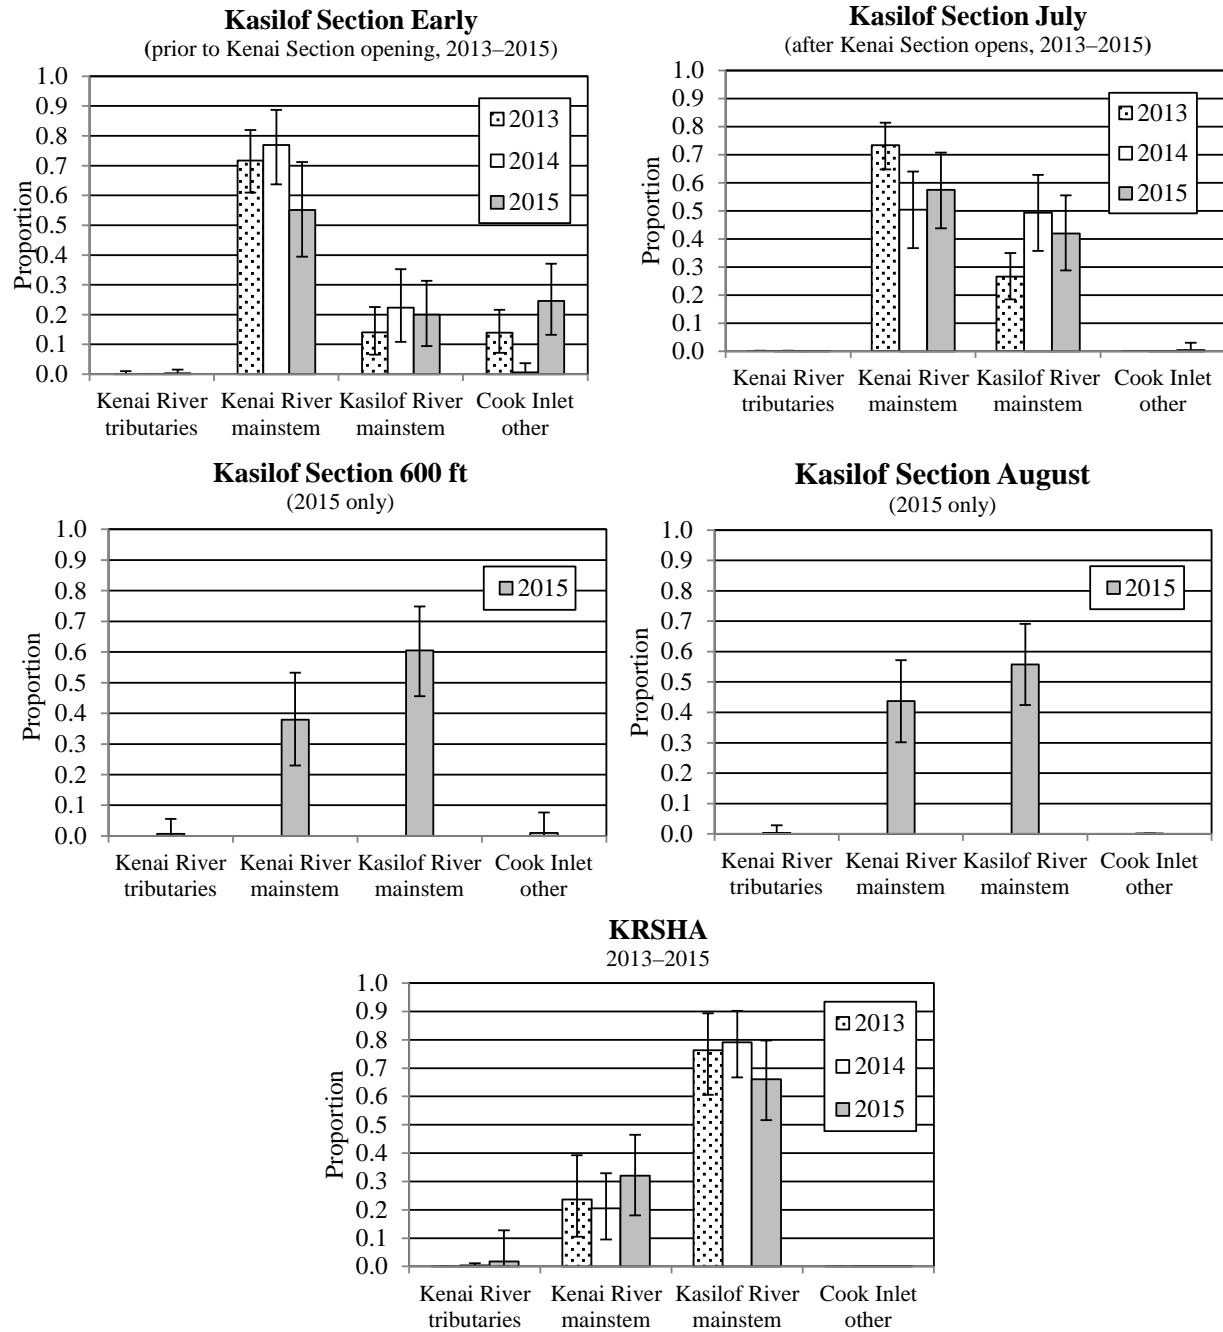 Kasilof Section Early
(prior to Kenai Section opening, 2013–2015)
1.0
0.9
0.8
0.7
0.6
0.5
0.4
0.3
0.2
0.1
0.0
Proportion
2013
2014
2015
Kenai River
tributaries
Kenai River
mainstem
Kasilof River
mainstem
Cook Inlet
other
Kasilof Section July
(after Kenai Section opens, 2013–2015)
1.0
0.9
0.8
0.7
0.6
0.5
0.4
0.3
0.2
0.1
0.0
Proportion
2013
2014
2015
Kenai River
tributaries
Kenai River
mainstem
Kasilof River
mainstem
Cook Inlet
other
Kasilof Section 600 ft
(2015 only)
1.0
0.9
0.8
0.7
0.6
0.5
0.4
0.3
0.2
0.1
0.0
Proportion
2015
Kenai River
tributaries
Kenai River
mainstem
Kasilof River
mainstem
Cook Inlet
other
Kasilof Section August
(2015 only)
1.0
0.9
0.8
0.7
0.6
0.5
0.4
0.3
0.2
0.1
0.0
Proportion
2015
Kenai River
tributaries
Kenai River
mainstem
Kasilof River
mainstem
Cook Inlet
other
KRSHA
2013–2015
1.0
0.9
0.8
0.7
0.6
0.5
0.4
0.3
0.2
0.1
0.0
Proportion
2013
2014
2015
Kenai River
tributaries
Kenai River
mainstem
Kasilof River
mainstem
Cook Inlet
other